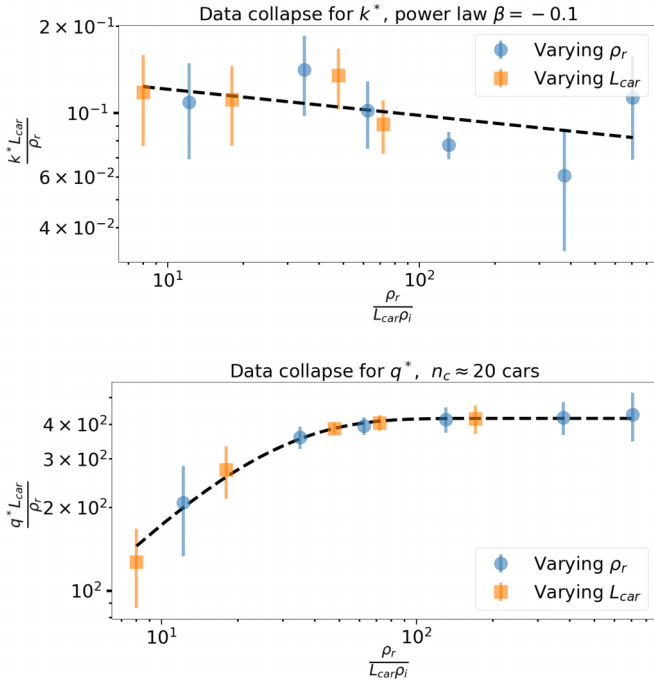 Data collapse for k*, power law β = − 0.1
2 × 10⁻¹
10⁻¹
6 × 10⁻²
4 × 10⁻²
k* L_car / ρ_r
Varying ρ_r
Varying L_car
10¹
10²
ρ_r / L_car ρ_i
Data collapse for q*, n_c ≈ 20 cars
4 × 10²
3 × 10²
2 × 10²
10²
q* L_car / ρ_r
Varying ρ_r
Varying L_car
10¹
10²
ρ_r / L_car ρ_i